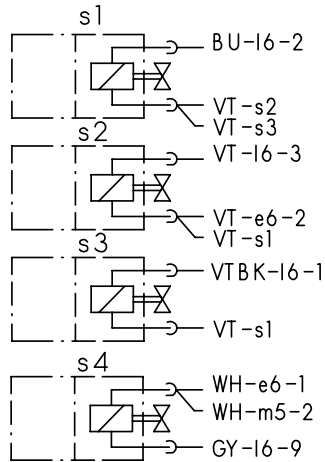 s1
BU-16-2
VT-s2
VT-s3
s2
VT-16-3
VT-e6-2
VT-s1
s3
VTBK-16-1
VT-s1
s4
WH-e6-1
WH-m5-2
GY-16-9